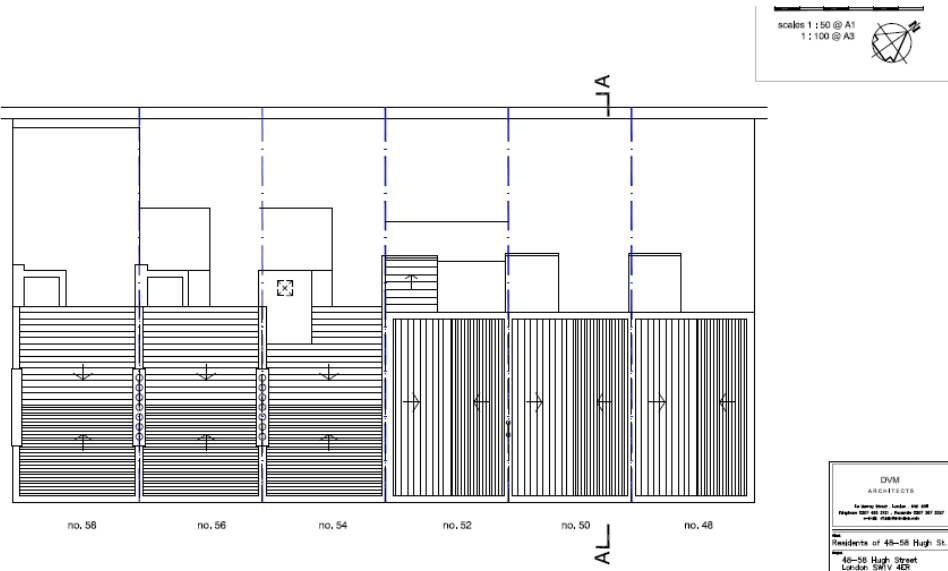 scales 1 : 50 @ A1
1 : 100 @ A3
A
no. 58
no. 56
no. 54
no. 52
no. 50
no. 48
A
DVM
ARCHITECTS
Residents of 48-58 Hugh St.
48-58 Hugh Street
London SW1V 4ER